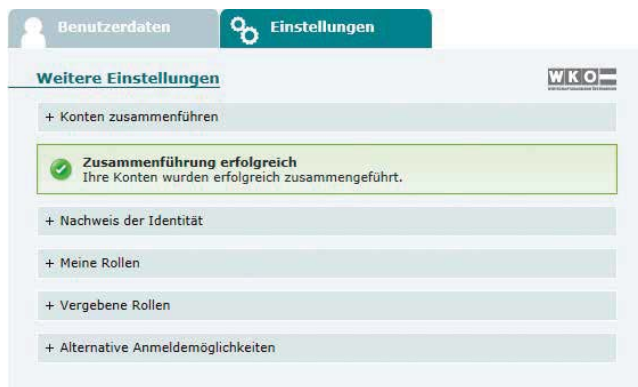 Benutzerdaten
Einstellungen
Weitere Einstellungen
WKO
+ Konten zusammenführen
Zusammenführung erfolgreich
Ihre Konten wurden erfolgreich zusammengeführt.
+ Nachweis der Identität
+ Meine Rollen
+ Vergebene Rollen
+ Alternative Anmeldemöglichkeiten